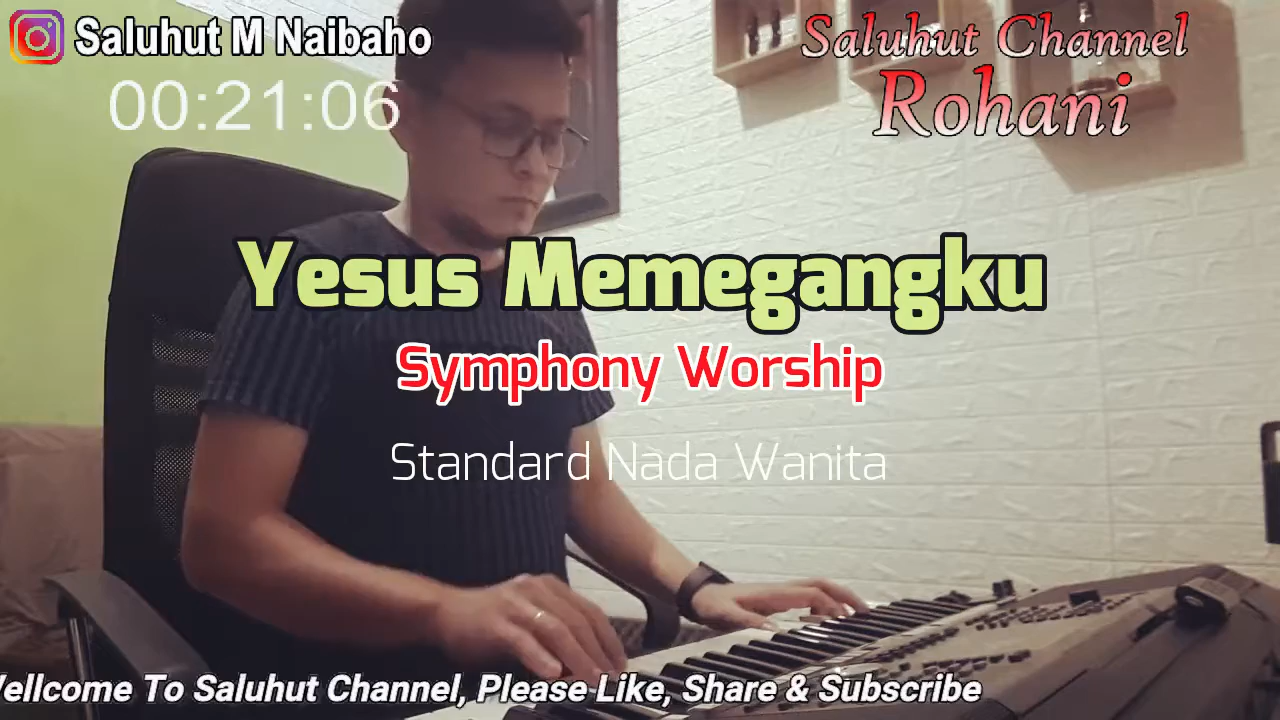 Saluhut M Naibaho
Saluhut Channel
Rohani
00:21:06
Yesus Memegangku
Symphony Worship
Standard Nada Wanita
ellcome To Saluhut Channel, Please Like, Share & Subscribe